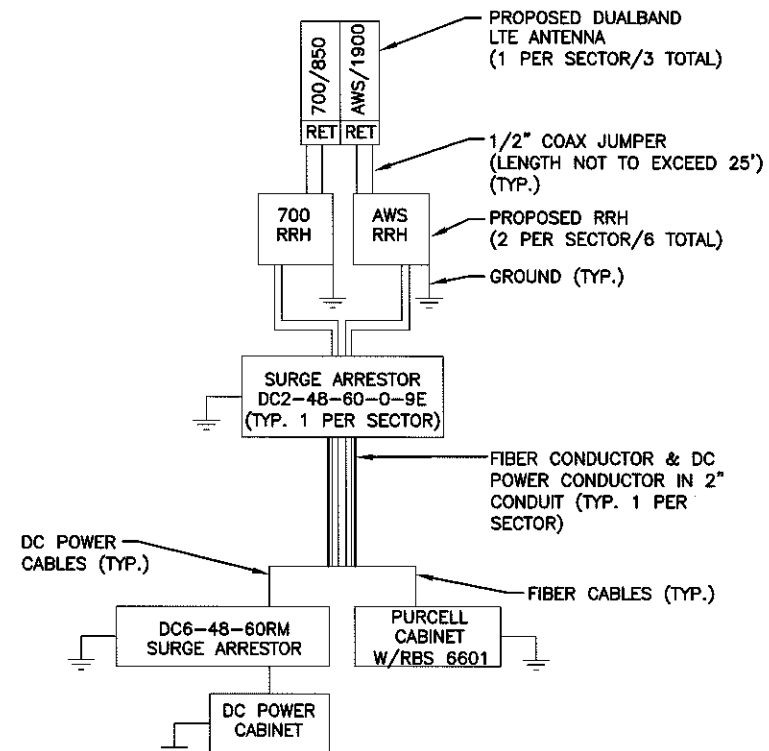 PROPOSED DUALBAND
LTE ANTENNA
(1 PER SECTOR/3 TOTAL)
700/850
AWS/1900
RET
RET
1/2" COAX JUMPER
(LENGTH NOT TO EXCEED 25')
(TYP.)
700
RRH
AWS
RRH
PROPOSED RRH
(2 PER SECTOR/6 TOTAL)
GROUND (TYP.)
SURGE ARRESTOR
DC2-48-60-0-9E
(TYP. 1 PER SECTOR)
FIBER CONDUCTOR & DC
POWER CONDUCTOR IN 2"
CONDUIT (TYP. 1 PER
SECTOR)
DC POWER
CABLES (TYP.)
FIBER CABLES (TYP.)
DC6-48-60RM
SURGE ARRESTOR
PURCELL
CABINET
W/RBS 6601
DC POWER
CABINET